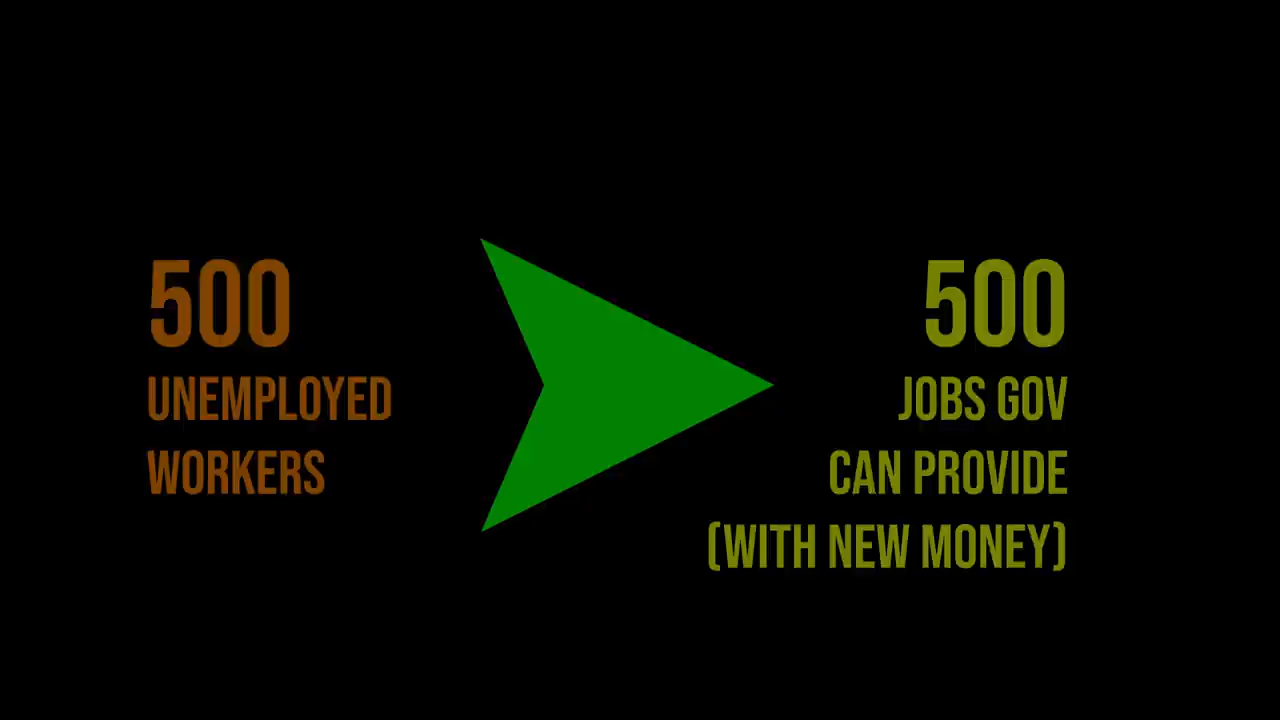 500
UNEMPLOYED
WORKERS
500
JOBS GOV
CAN PROVIDE
(WITH NEW MONEY)